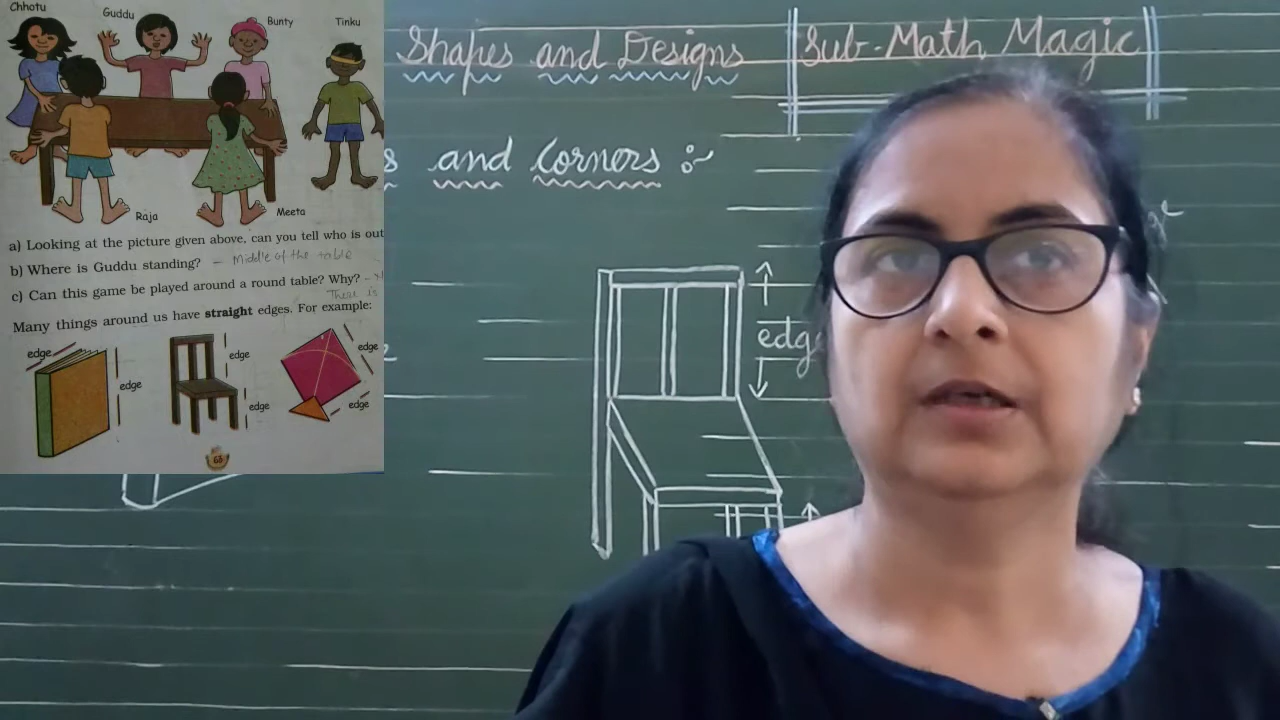 Chhotu
Guddu
Bunty
Tinku
Raja
Meeta
a) Looking at the picture given above, can you tell who is out
b) Where is Guddu standing? – Middle of the table
c) Can this game be played around a round table? Why? –
There is
Many things around us have straight edges. For example:
edge
edge
edge
edge
edge
edge
65
Shapes and Designs
Sub-Math Magic
and Corners :-
edg